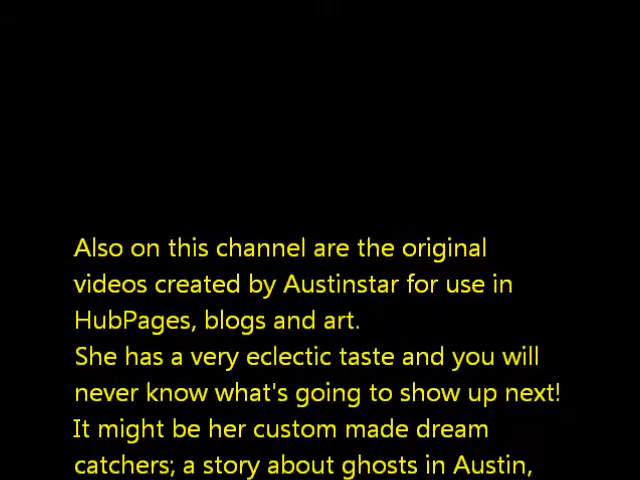 Also on this channel are the original
videos created by Austinstar for use in
HubPages, blogs and art.
She has a very eclectic taste and you will
never know what's going to show up next!
It might be her custom made dream
catchers; a story about ghosts in Austin,